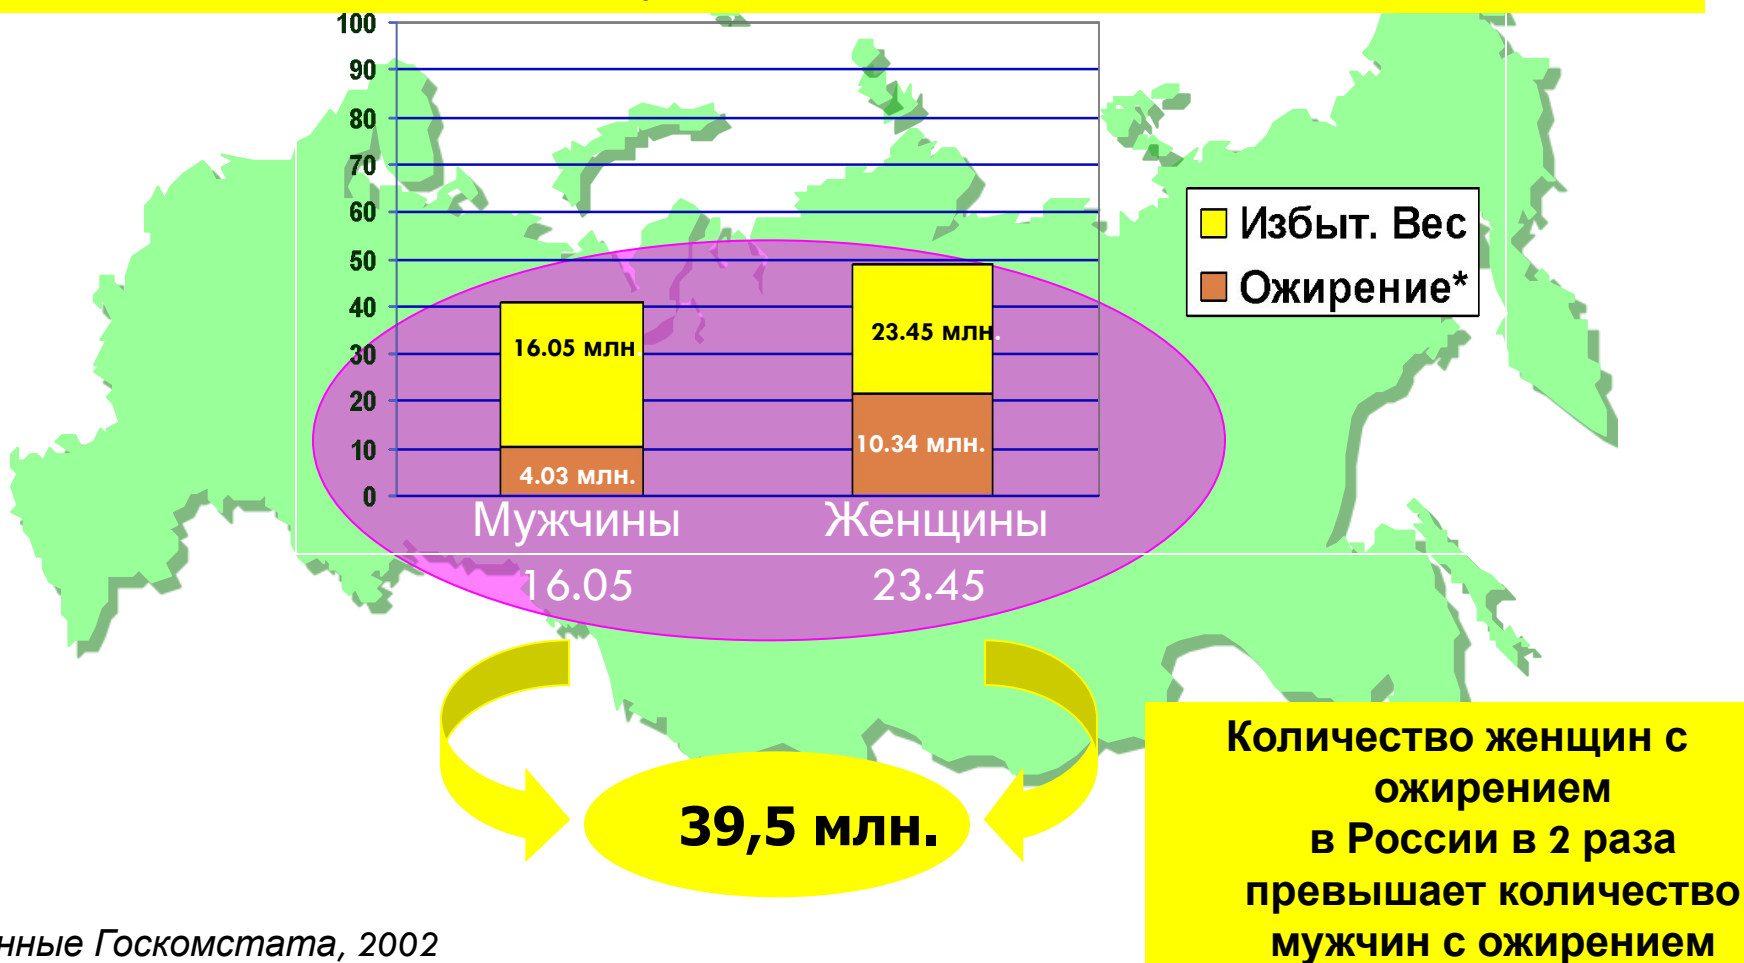 100
90
80
70
60
50
40
30
20
10
0
Избыт. Вес
Ожирение*
16.05 млн.
23.45 млн.
4.03 млн.
10.34 млн.
Мужчины
Женщины
16.05
23.45
39,5 млн.
Количество женщин с
ожирением
в России в 2 раза
превышает количество
мужчин с ожирением
нные Госкомстата, 2002